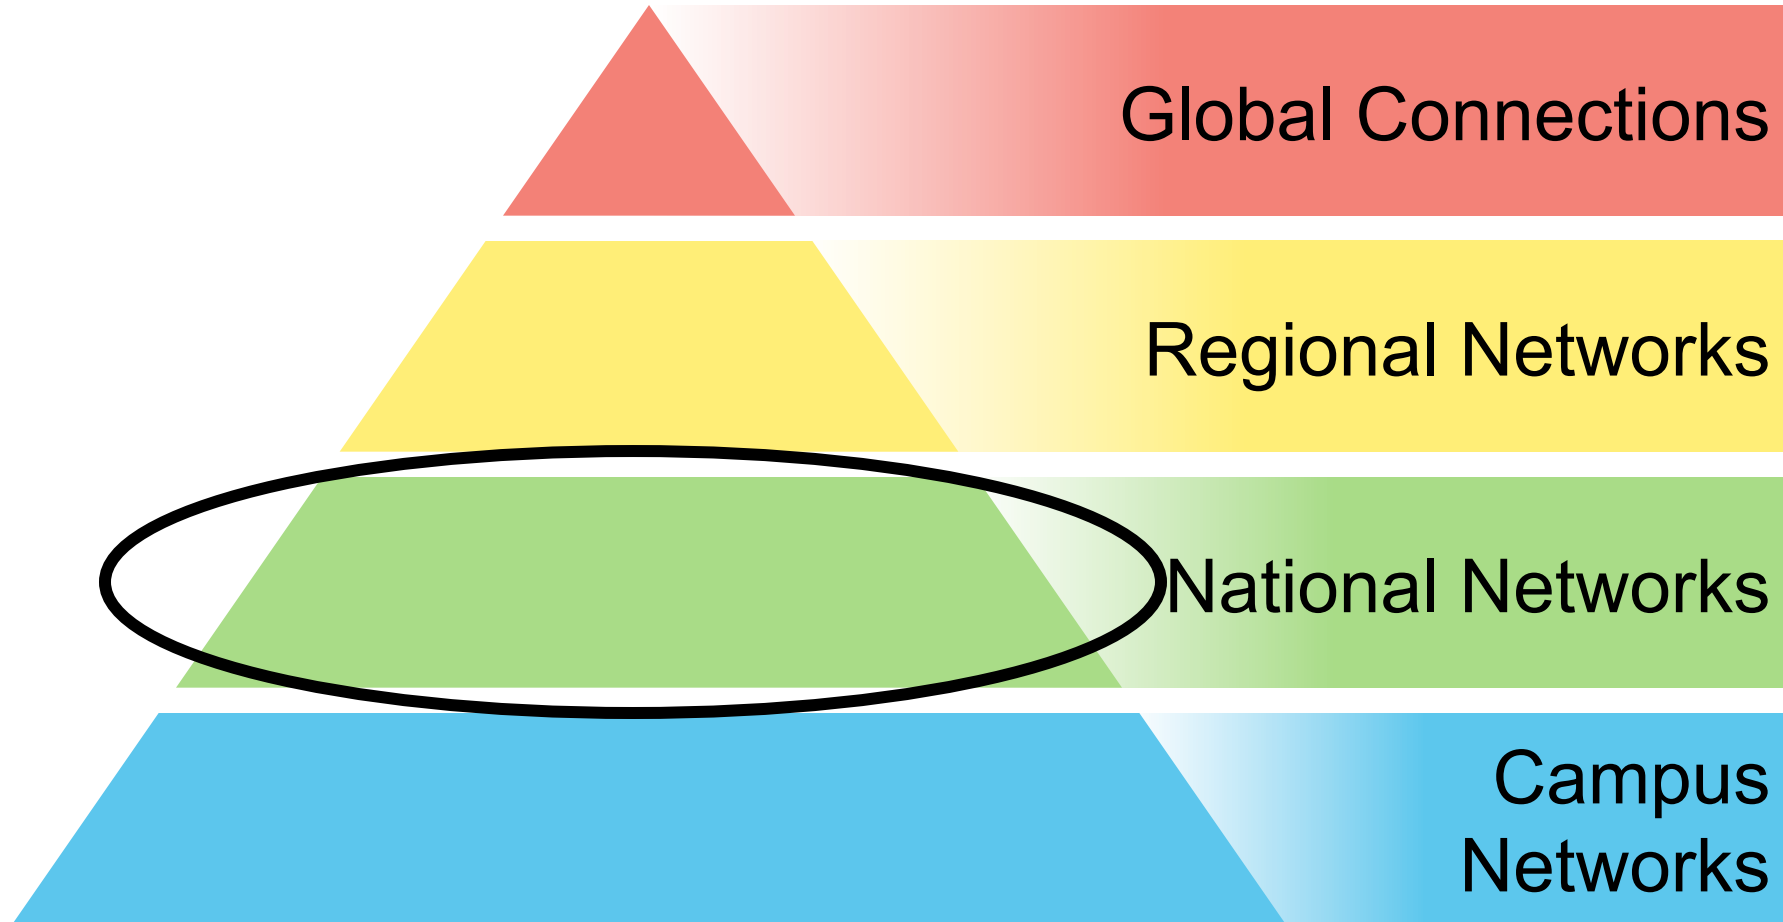 Global Connections
Regional Networks
National Networks
Campus
Networks